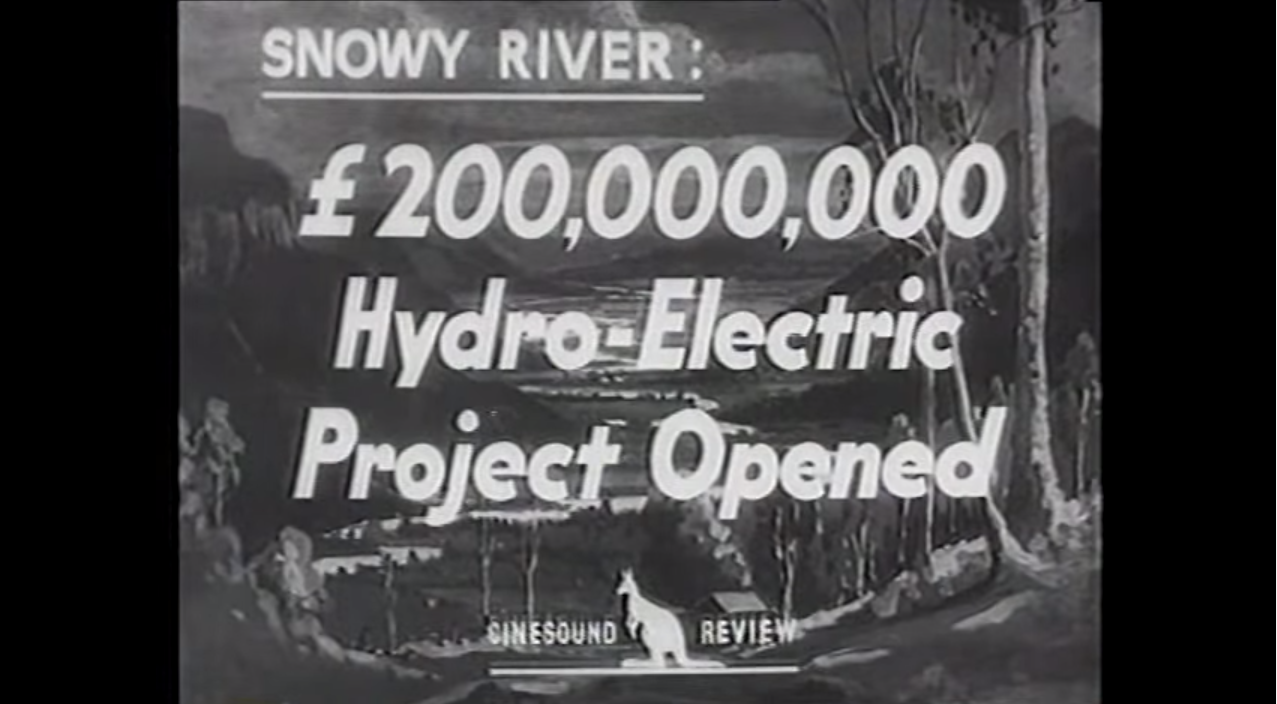 SNOWY RIVER:
£200,000,000
Hydro-Electric
Project Opened
CINESOUND REVIEW